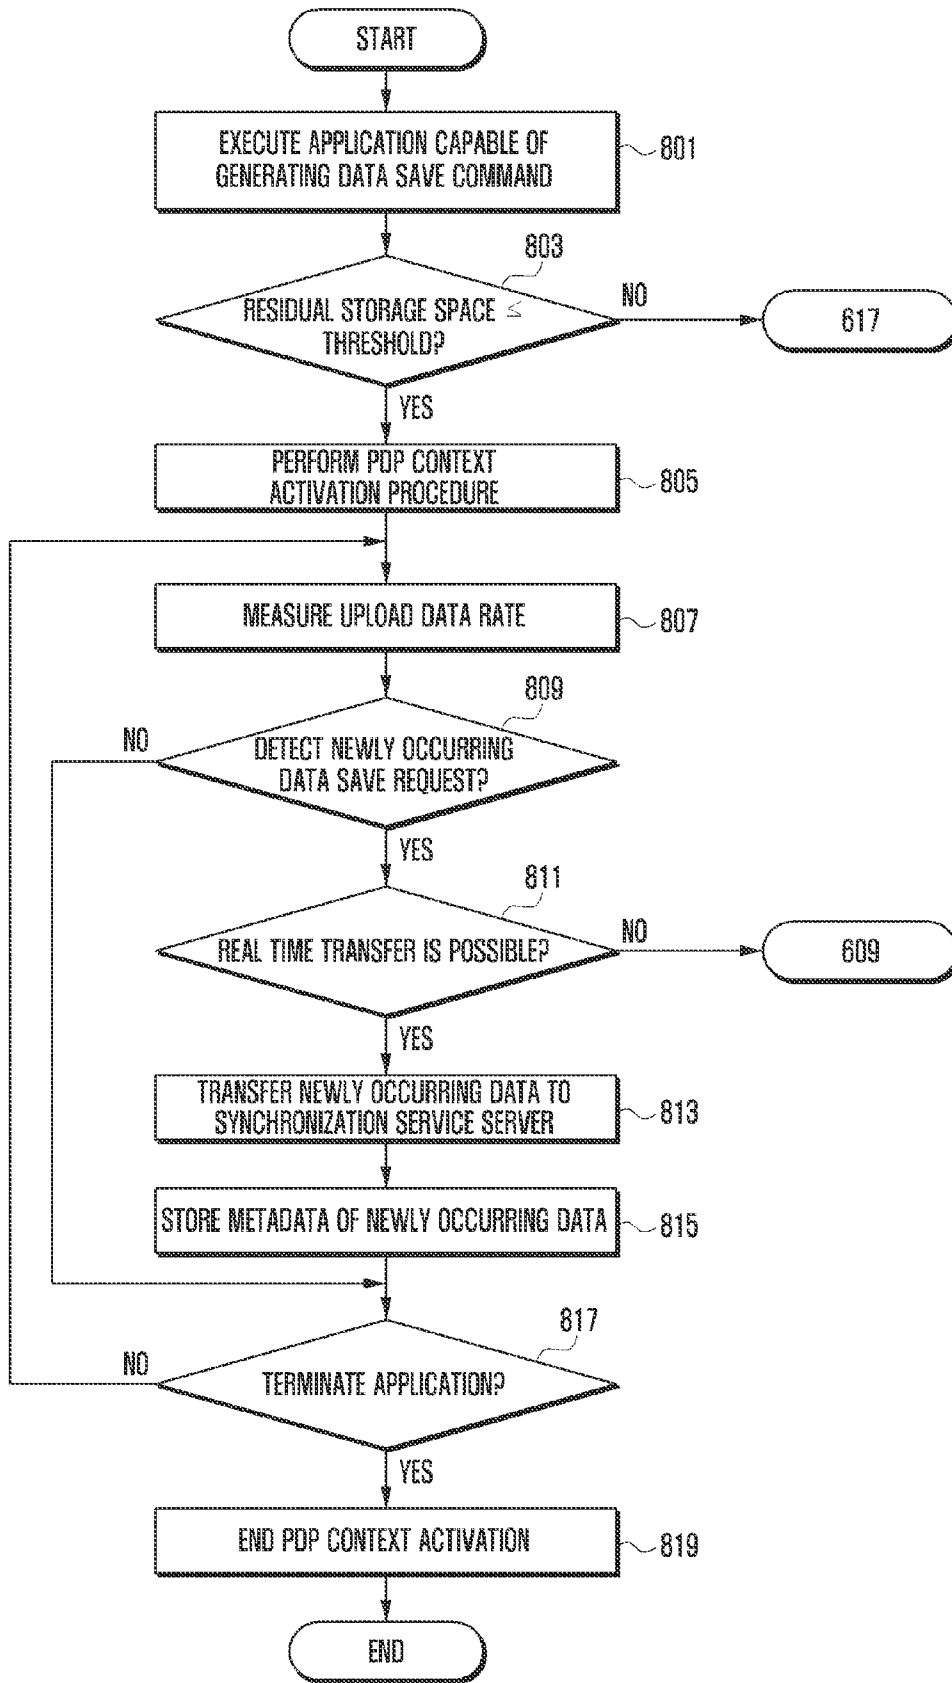 START
EXECUTE APPLICATION CAPABLE OF
GENERATING DATA SAVE COMMAND
801
803
RESIDUAL STORAGE SPACE ≤
THRESHOLD?
NO
617
YES
PERFORM PDP CONTEXT
ACTIVATION PROCEDURE
805
MEASURE UPLOAD DATA RATE
807
809
NO
DETECT NEWLY OCCURRING
DATA SAVE REQUEST?
YES
811
REAL TIME TRANSFER IS POSSIBLE?
NO
609
YES
TRANSFER NEWLY OCCURRING DATA TO
SYNCHRONIZATION SERVICE SERVER
813
STORE METADATA OF NEWLY OCCURRING DATA
815
817
NO
TERMINATE APPLICATION?
YES
END PDP CONTEXT ACTIVATION
819
END